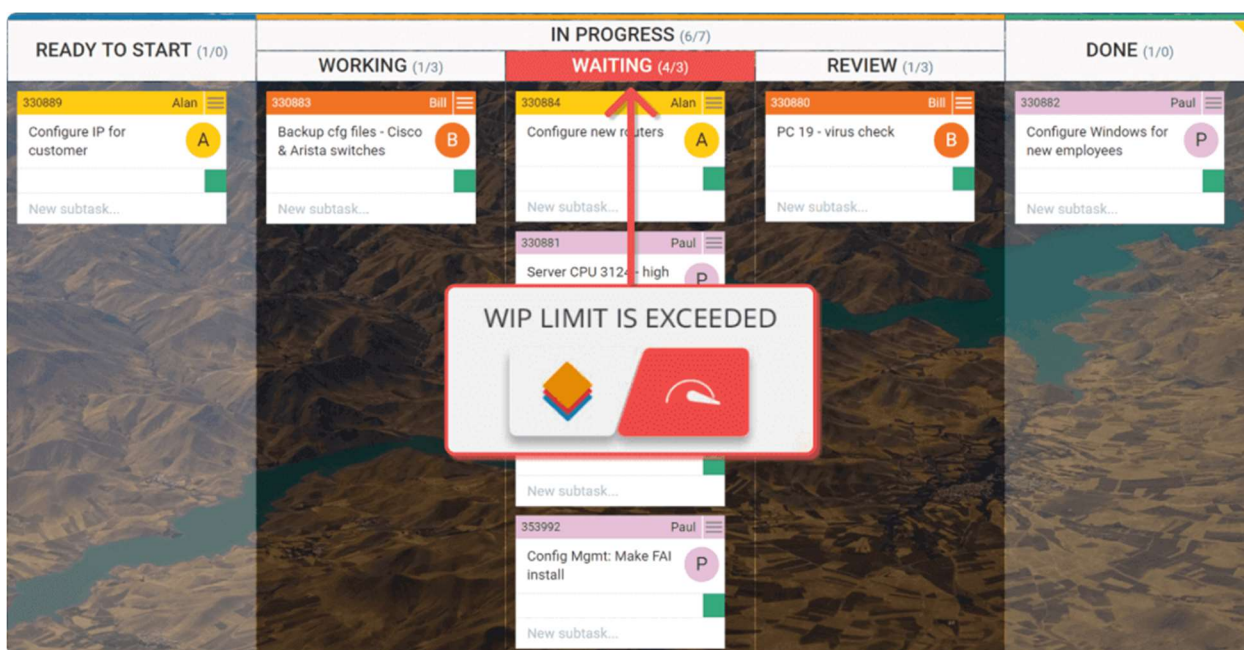 READY TO START (1/0)
IN PROGRESS (6/7)
DONE (1/0)
WORKING (1/3)
WAITING (4/3)
REVIEW (1/3)
330889 Alan
Configure IP for
customer
A
New subtask...
330883 Bill
Backup cfg files - Cisco
& Arista switches
B
New subtask...
330884 Alan
Configure new routers
A
New subtask...
330881 Paul
Server CPU 3124 - high
P
WIP LIMIT IS EXCEEDED
New subtask...
353992 Paul
Config Mgmt: Make FAI
install
P
New subtask...
330880 Bill
PC 19 - virus check
B
New subtask...
330882 Paul
Configure Windows for
new employees
P
New subtask...